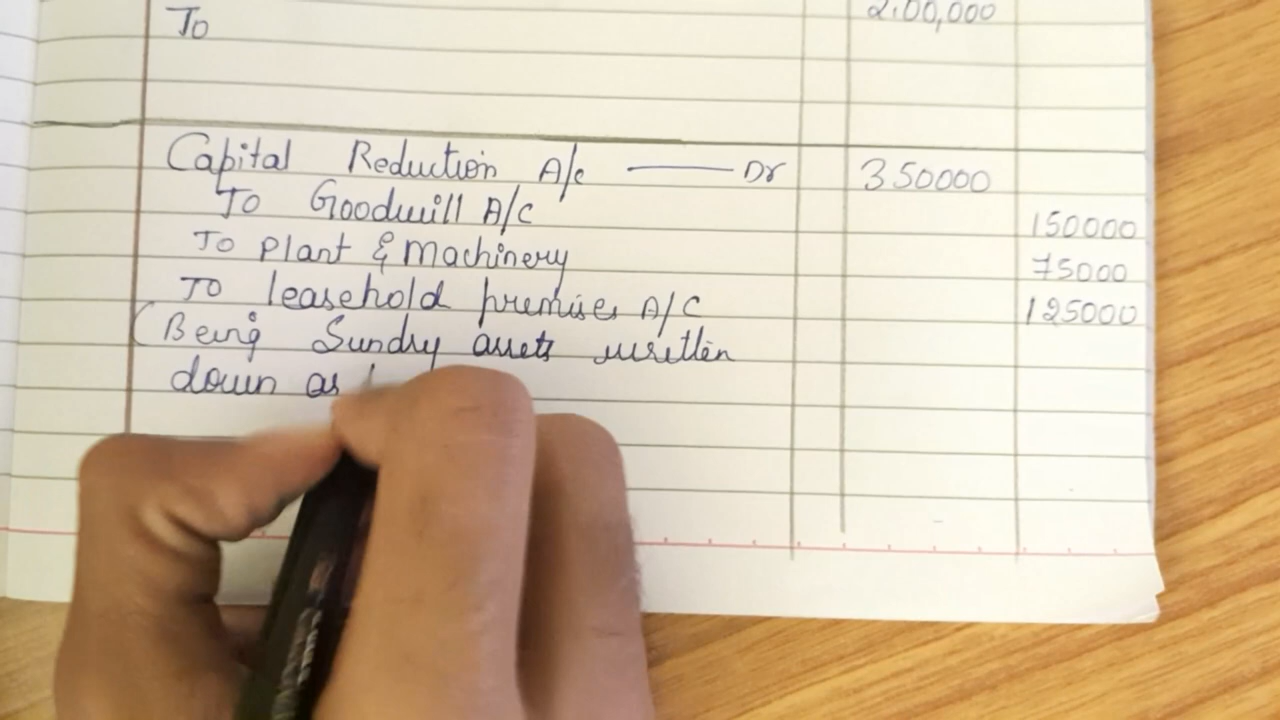 2,00,000
To
Capital Reduction A/c —— Dr 350000
To Goodwill A/C 150000
To Plant & Machinery 75000
To leasehold premises A/C 125000
(Being Sundry assets written
down as